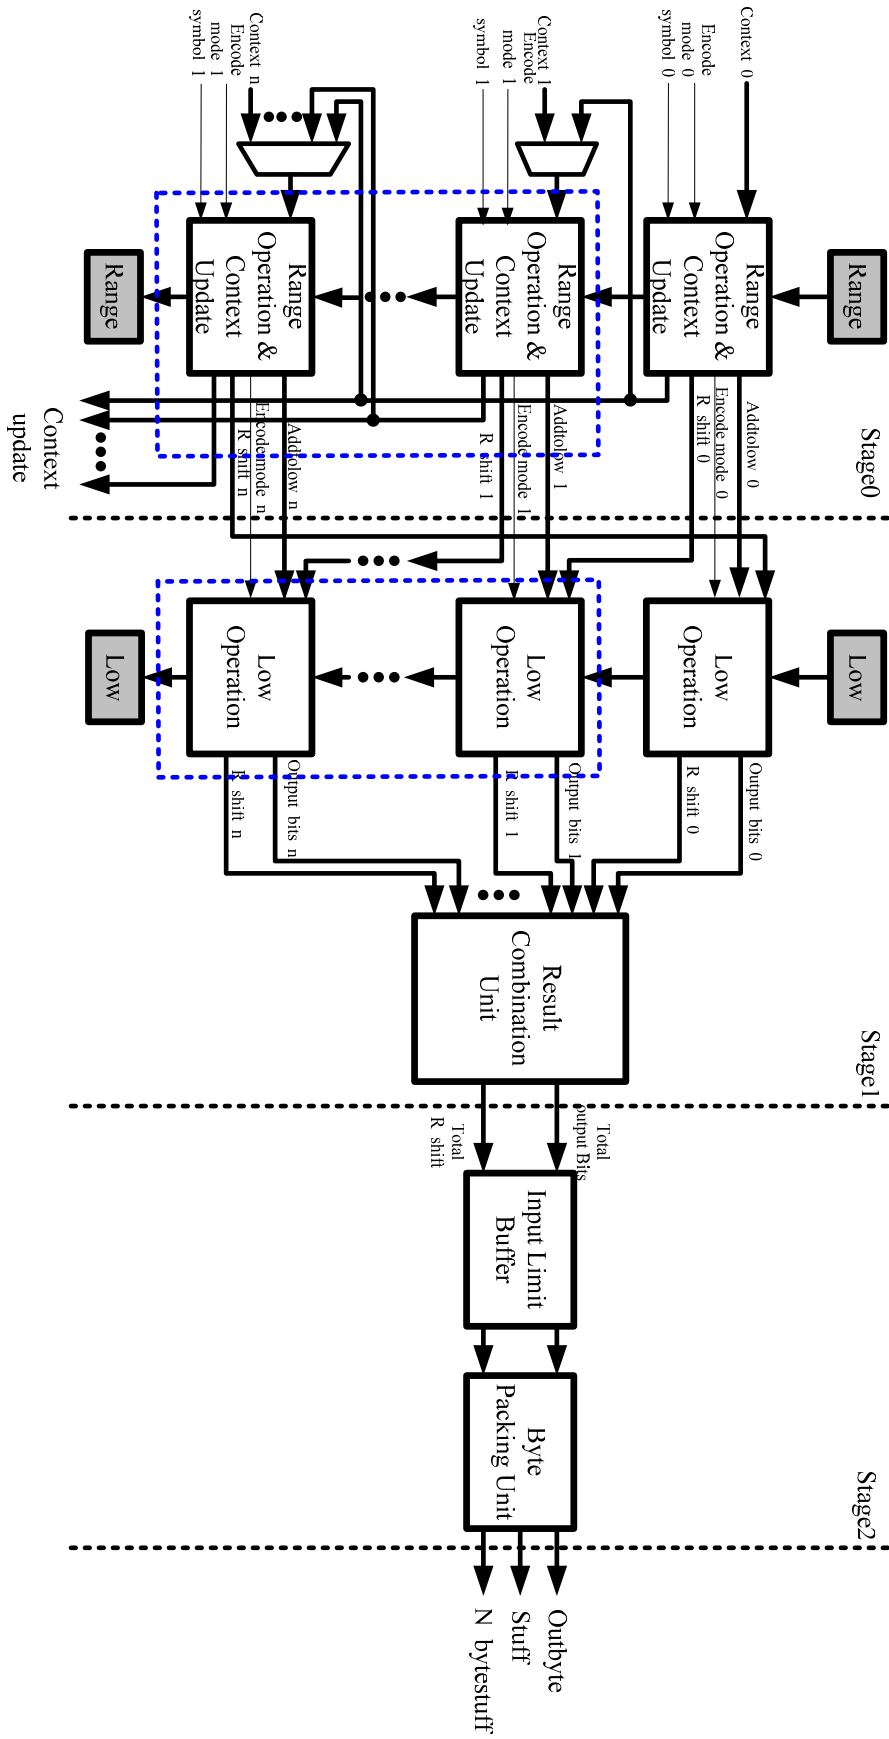 Stage0
Stage1
Stage2
Range
Context 0
Encode
mode 0
symbol 0
Range
Operation &
Context
Update
Addtolow 0
Encode mode 0
R shift 0
Low
Low
Operation
Output bits 0
R shift 0
Context 1
Encode
mode 1
symbol 1
Range
Operation &
Context
Update
Addtolow 1
Encode mode 1
R shift 1
Low
Operation
Output bits 1
R shift 1
Context n
Encode
mode 1
symbol 1
Range
Operation &
Context
Update
Addtolow n
Encode mode n
R shift n
Low
Operation
Output bits n
R shift n
Range
Low
Context
update
Result
Combination
Unit
Total
output Bits
Total
R shift
Input Limit
Buffer
Byte
Packing Unit
Outbyte
Stuff
N bytestuff